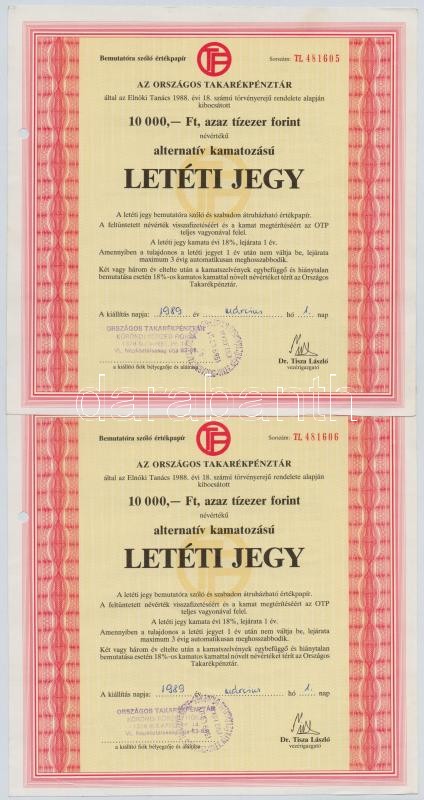 Bemutatóra szóló értékpapír
Sorszám: TL 481605
AZ ORSZÁGOS TAKARÉKPÉNZTÁR
által az Elnöki Tanács 1988. évi 18. számú törvényerejű rendelete alapján
kibocsátott
10 000,— Ft, azaz tízezer forint
névértékű
alternatív kamatozású
LETÉTI JEGY
A letéti jegy bemutatóra szóló és szabadon átruházható értékpapír.
A feltüntetett névérték visszafizetéséért és a kamat megtérítéséért az OTP
teljes vagyonával felel.
A letéti jegy kamata évi 18%, lejárata 1 év.
Amennyiben a tulajdonos a letéti jegyet 1 év után nem váltja be, lejárata
maximum 3 évig automatikusan meghosszabbodik.
Két vagy három év eltelte után a kamatszelvények egybefüggő és hiánytalan
bemutatása esetén 18%-os kamatos kamattal növelt névértéket térít az Országos
Takarékpénztár.
A kiállítás napja: 1989 év március hó 1. nap
ORSZÁGOS TAKARÉKPÉNZTÁR
KÖRÖNDI KERÜLETI FIÓKJA
VI., Népköztársaság útja
a kiállító fiók bélyegzője és aláírása
Dr. Tisza László
vezérigazgató
darabanth
Bemutatóra szóló értékpapír
Sorszám: TL 481606
AZ ORSZÁGOS TAKARÉKPÉNZTÁR
által az Elnöki Tanács 1988. évi 18. számú törvényerejű rendelete alapján
kibocsátott
10 000,— Ft, azaz tízezer forint
névértékű
alternatív kamatozású
LETÉTI JEGY
A letéti jegy bemutatóra szóló és szabadon átruházható értékpapír.
A feltüntetett névérték visszafizetéséért és a kamat megtérítéséért az OTP
teljes vagyonával felel.
A letéti jegy kamata évi 18%, lejárata 1 év.
Amennyiben a tulajdonos a letéti jegyet 1 év után nem váltja be, lejárata
maximum 3 évig automatikusan meghosszabbodik.
Két vagy három év eltelte után a kamatszelvények egybefüggő és hiánytalan
bemutatása esetén 18%-os kamatos kamattal növelt névértéket térít az Országos
Takarékpénztár.
A kiállítás napja: 1989 év március hó 1. nap
ORSZÁGOS TAKARÉKPÉNZTÁR
a kiállító fiók bélyegzője és aláírása
Dr. Tisza László
vezérigazgató